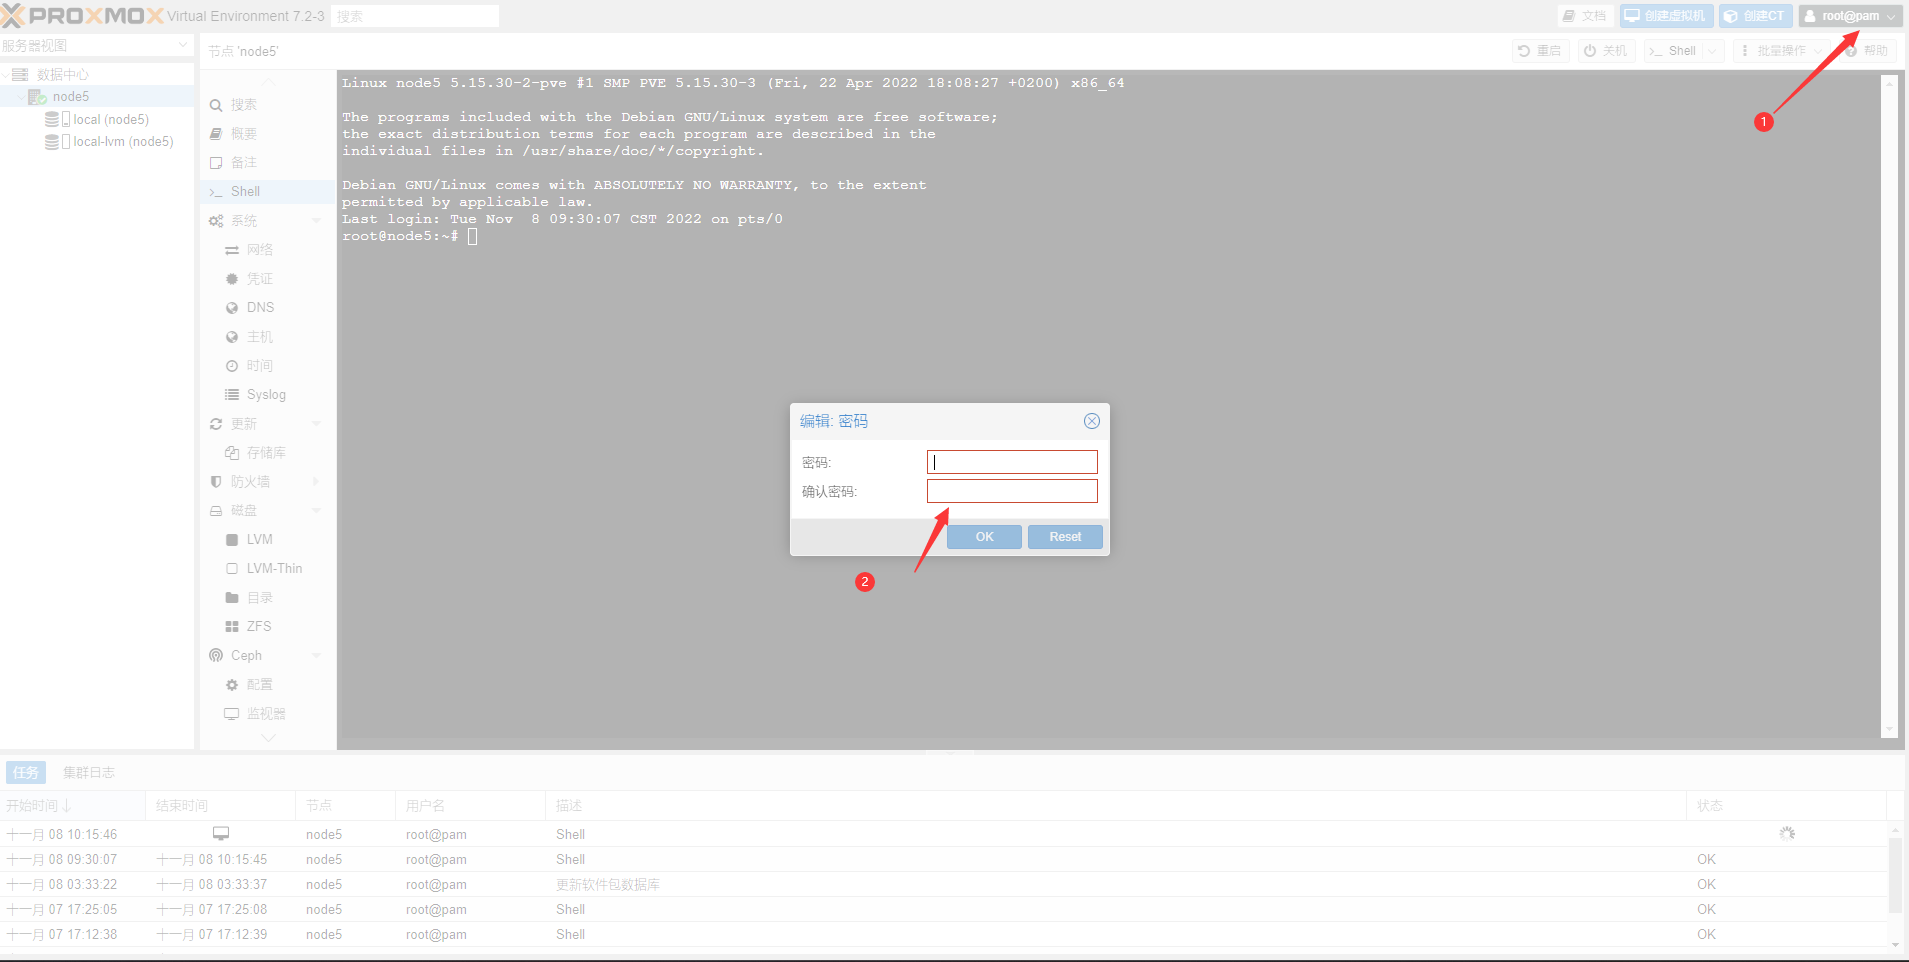 PROXMOX Virtual Environment 7.2-3 搜索 文档 创建虚拟机 创建CT root@pam
服务器视图
节点 'node5' 重启 关机 >_ Shell 批量操作 帮助
1
数据中心
node5
local (node5)
local-lvm (node5)
搜索
概要
备注
>_ Shell
系统
网络
凭证
DNS
主机
时间
Syslog
更新
存储库
防火墙
磁盘
LVM
LVM-Thin
目录
ZFS
Ceph
配置
监视器
Linux node5 5.15.30-2-pve #1 SMP PVE 5.15.30-3 (Fri, 22 Apr 2022 18:08:27 +0200) x86_64
The programs included with the Debian GNU/Linux system are free software;
the exact distribution terms for each program are described in the
individual files in /usr/share/doc/*/copyright.
Debian GNU/Linux comes with ABSOLUTELY NO WARRANTY, to the extent
permitted by applicable law.
Last login: Tue Nov  8 09:30:07 CST 2022 on pts/0
root@node5:~#
编辑: 密码
密码:
确认密码:
OK Reset
2
任务 集群日志
开始时间↓ 结束时间 节点 用户名 描述 状态
十一月 08 10:15:46 node5 root@pam Shell
十一月 08 09:30:07 十一月 08 10:15:45 node5 root@pam Shell OK
十一月 08 03:33:22 十一月 08 03:33:37 node5 root@pam 更新软件包数据库 OK
十一月 07 17:25:05 十一月 07 17:25:08 node5 root@pam Shell OK
十一月 07 17:12:38 十一月 07 17:12:39 node5 root@pam Shell OK